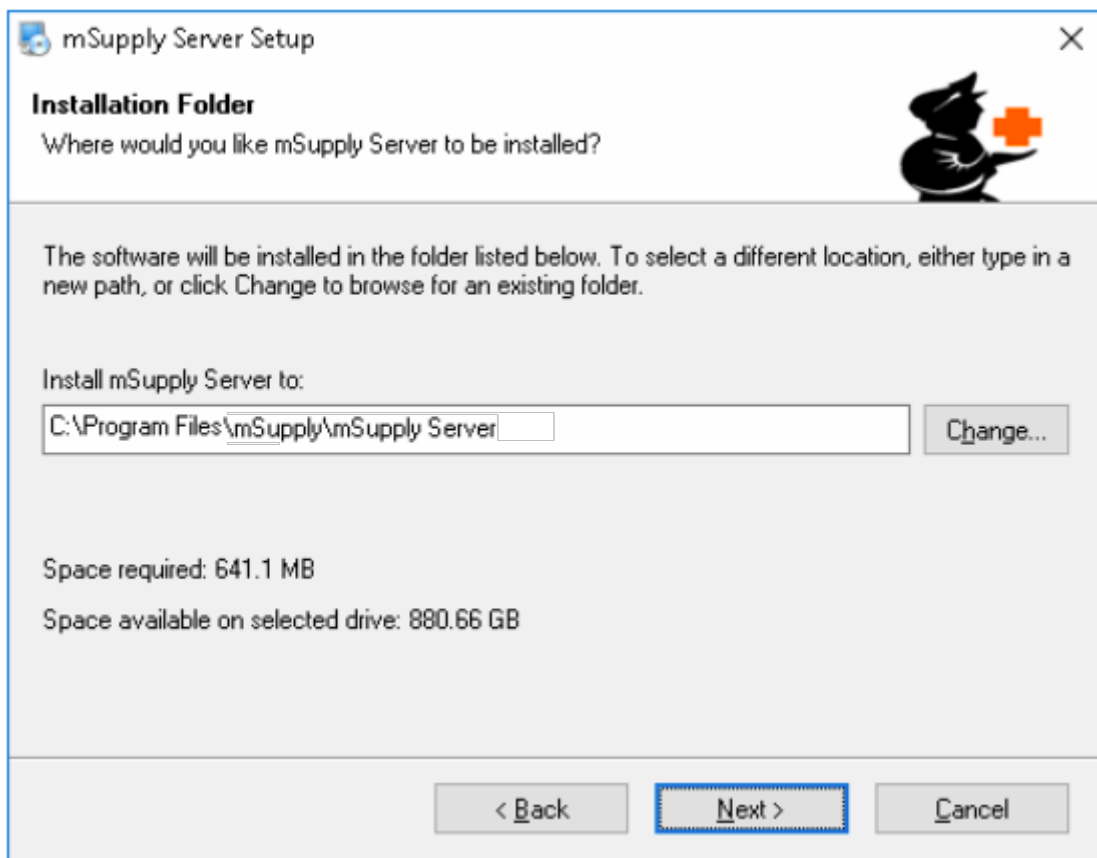 mSupply Server Setup
Installation Folder
Where would you like mSupply Server to be installed?
The software will be installed in the folder listed below. To select a different location, either type in a
new path, or click Change to browse for an existing folder.
Install mSupply Server to:
C:\Program Files\mSupply\mSupply Server
Change...
Space required: 641.1 MB
Space available on selected drive: 880.66 GB
< Back
Next >
Cancel